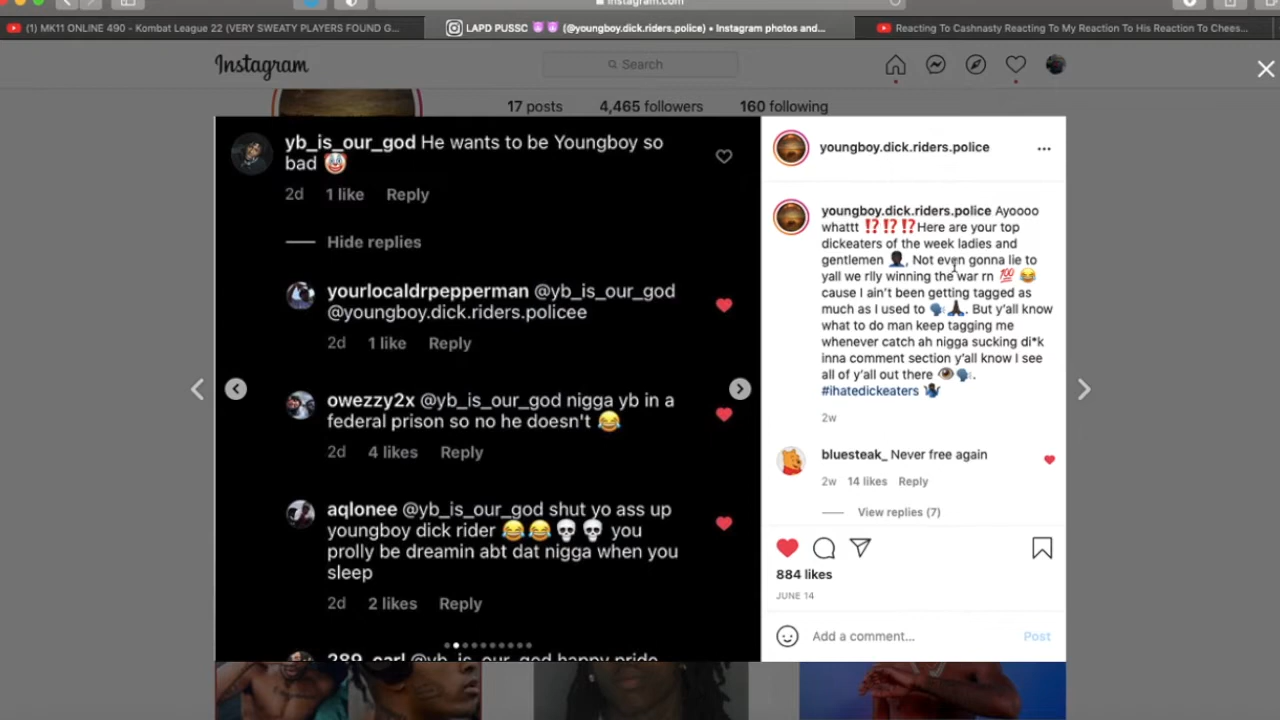 instagram.com
(1) MK11 ONLINE 490 - Kombat League 22 (VERY SWEATY PLAYERS FOUND G...
LAPD PUSSC 😈😈 (@youngboy.dick.riders.police) • Instagram photos and...
Reacting To Cashnasty Reacting To My Reaction To His Reaction To Chees...
Instagram
Search
17 posts 4,465 followers 160 following
yb_is_our_god He wants to be Youngboy so
bad 🤡
2d 1 like Reply
Hide replies
yourlocaldrpepperman @yb_is_our_god
@youngboy.dick.riders.policee
2d 1 like Reply
owezzy2x @yb_is_our_god nigga yb in a
federal prison so no he doesn't 😂
2d 4 likes Reply
aqlonee @yb_is_our_god shut yo ass up
youngboy dick rider 😂😂💀💀 you
prolly be dreamin abt dat nigga when you
sleep
2d 2 likes Reply
289_carl @yb_is_our_god happy pride
youngboy.dick.riders.police
youngboy.dick.riders.police Ayoooo
whattt ⁉️⁉️⁉️Here are your top
dickeaters of the week ladies and
gentlemen 👤, Not even gonna lie to
yall we rlly winning the war rn 💯 😂
cause I ain't been getting tagged as
much as I used to 🗣🙏🏿. But y'all know
what to do man keep tagging me
whenever catch ah nigga sucking di*k
inna comment section y'all know I see
all of y'all out there 👁🗣.
#ihatedickeaters
2w
bluesteak_ Never free again
2w 14 likes Reply
View replies (7)
884 likes
JUNE 14
Add a comment... Post